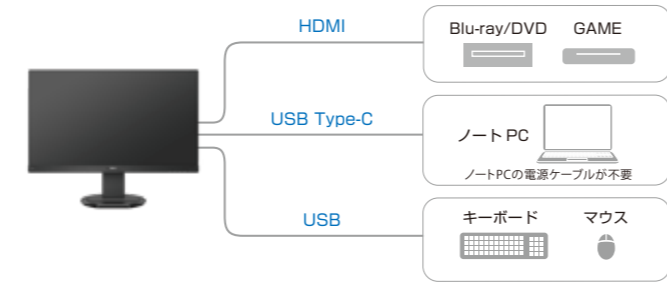 HDMI
Blu-ray/DVD GAME
USB Type-C
ノートPC
ノートPCの電源ケーブルが不要
USB
キーボード マウス